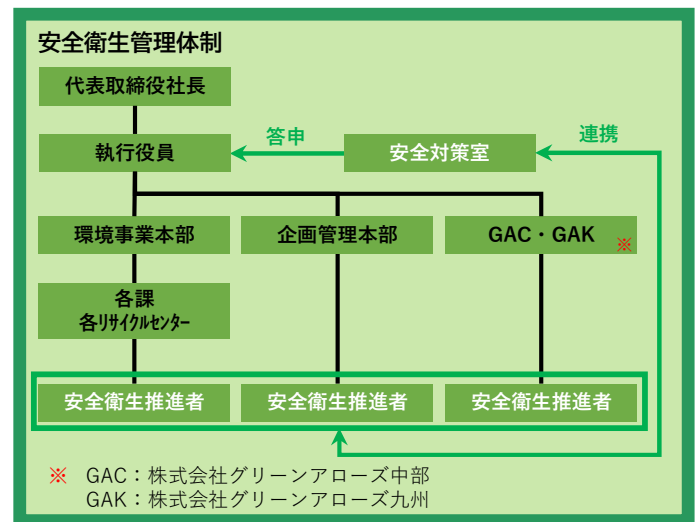 安全衛生管理体制
代表取締役社長
執行役員
答申
安全対策室
連携
環境事業本部
企画管理本部
GAC・GAK
※
各課
各ﾘｻｲｸﾙｾﾝﾀｰ
安全衛生推進者
安全衛生推進者
安全衛生推進者
※ GAC：株式会社グリーンアローズ中部
GAK：株式会社グリーンアローズ九州